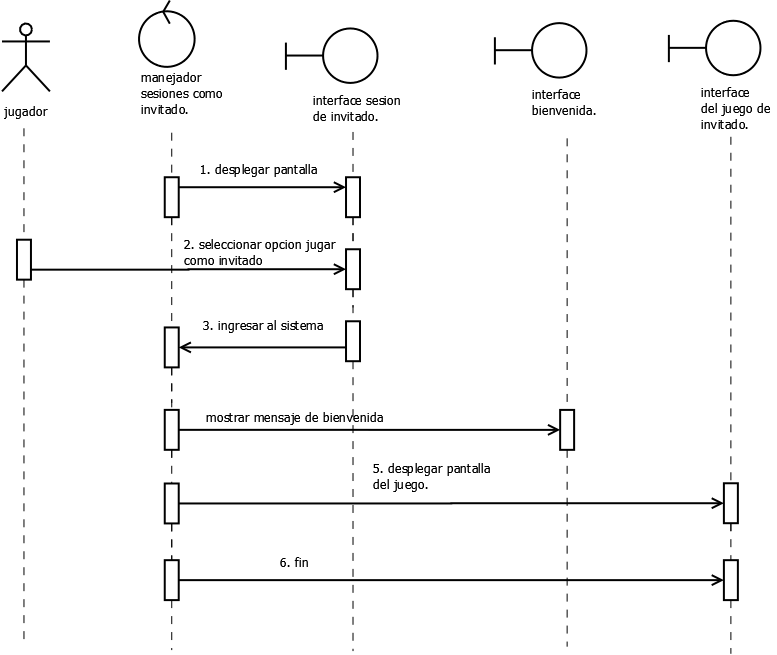 jugador
manejador
sesiones como
invitado.
interface sesion
de invitado.
interface
bienvenida.
interface
del juego de
invitado.
1. desplegar pantalla
2. seleccionar opcion jugar
como invitado
3. ingresar al sistema
mostrar mensaje de bienvenida
5. desplegar pantalla
del juego.
6. fin